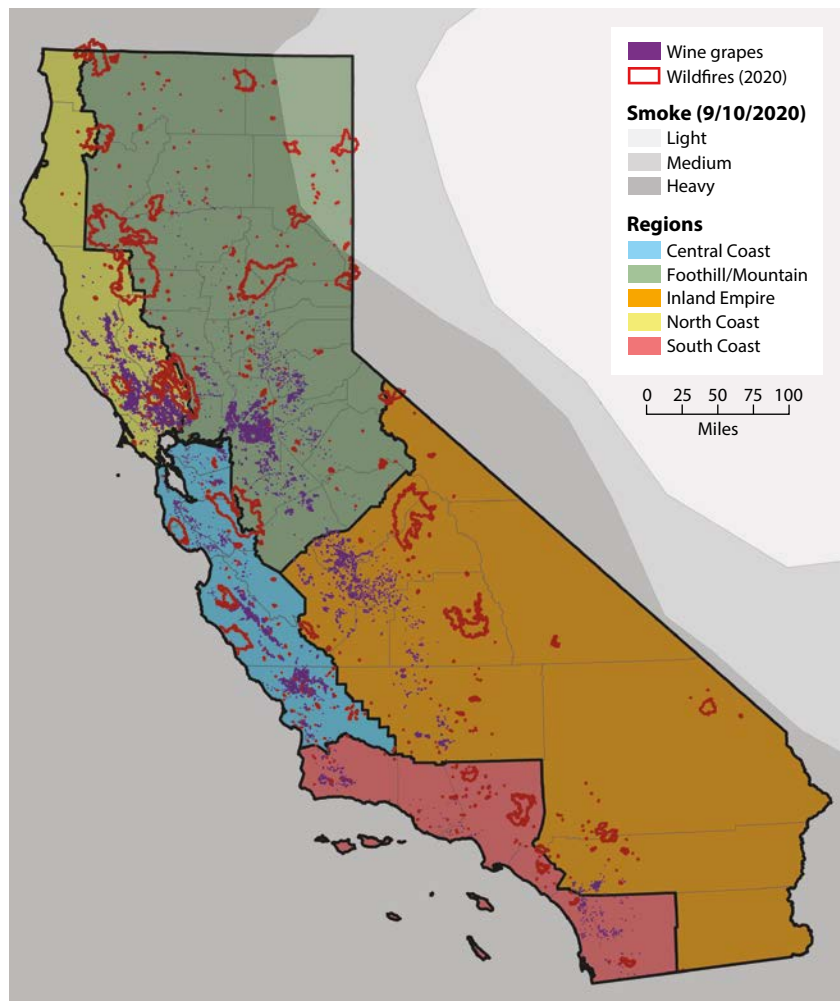 Wine grapes
Wildfires (2020)
Smoke (9/10/2020)
Light
Medium
Heavy
Regions
Central Coast
Foothill/Mountain
Inland Empire
North Coast
South Coast
0 25 50 75 100
Miles